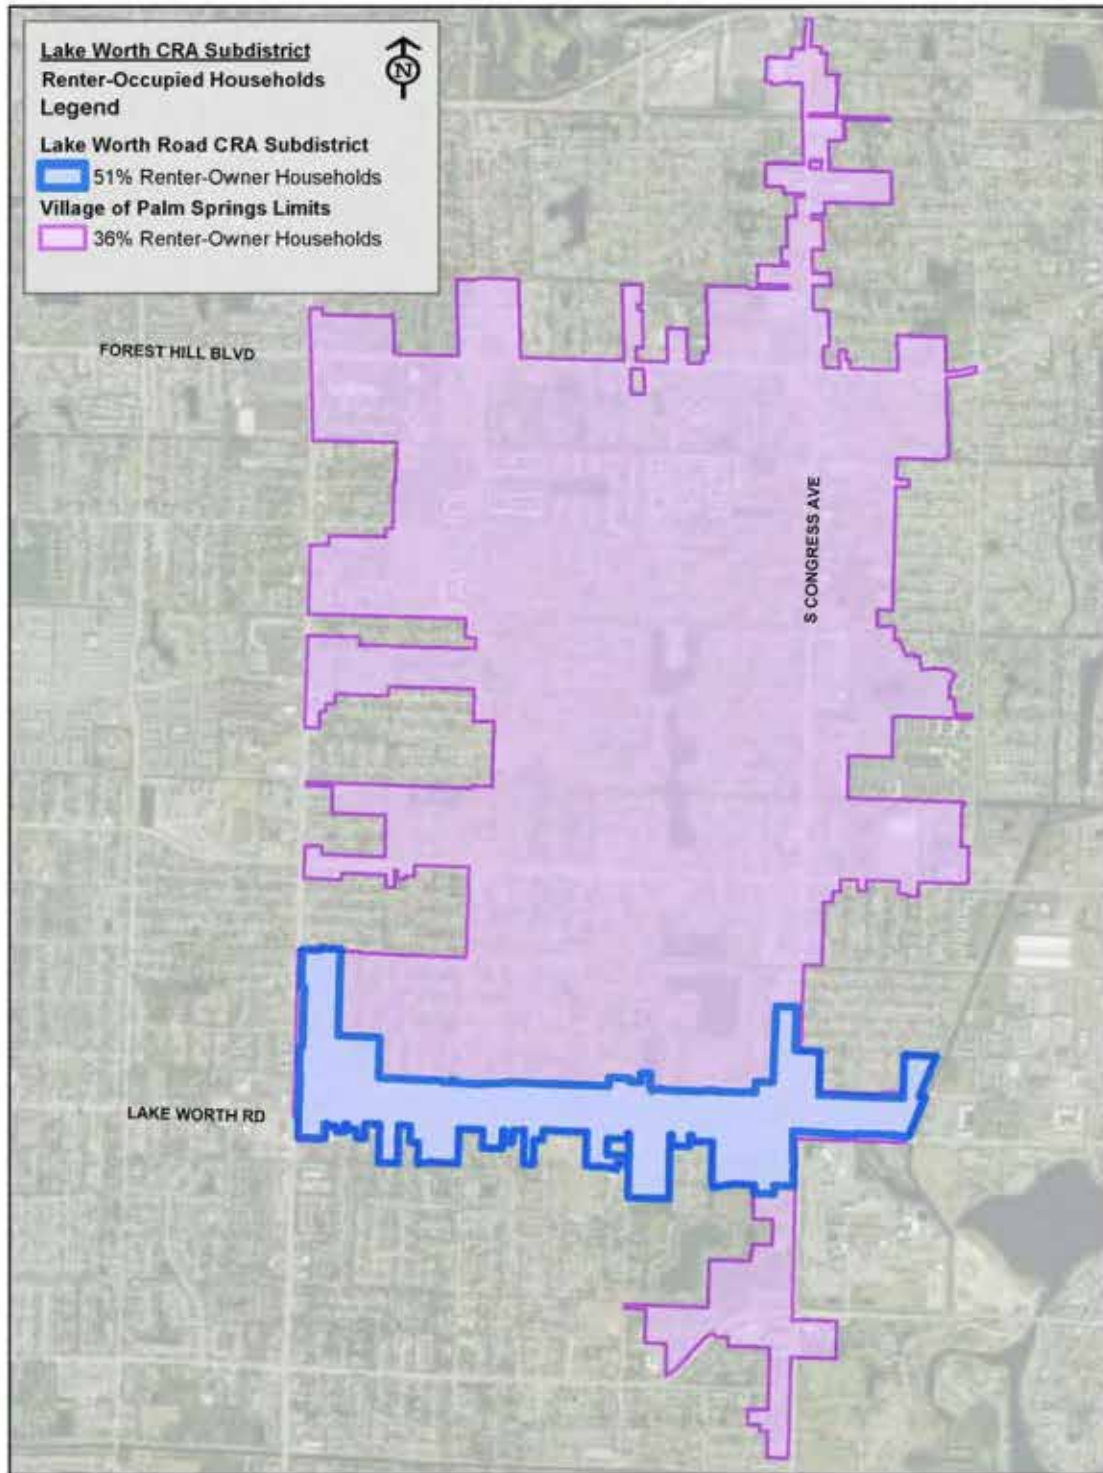 Lake Worth CRA Subdistrict
Renter-Occupied Households
Legend
N
Lake Worth Road CRA Subdistrict
51% Renter-Owner Households
Village of Palm Springs Limits
36% Renter-Owner Households
FOREST HILL BLVD
S CONGRESS AVE
LAKE WORTH RD